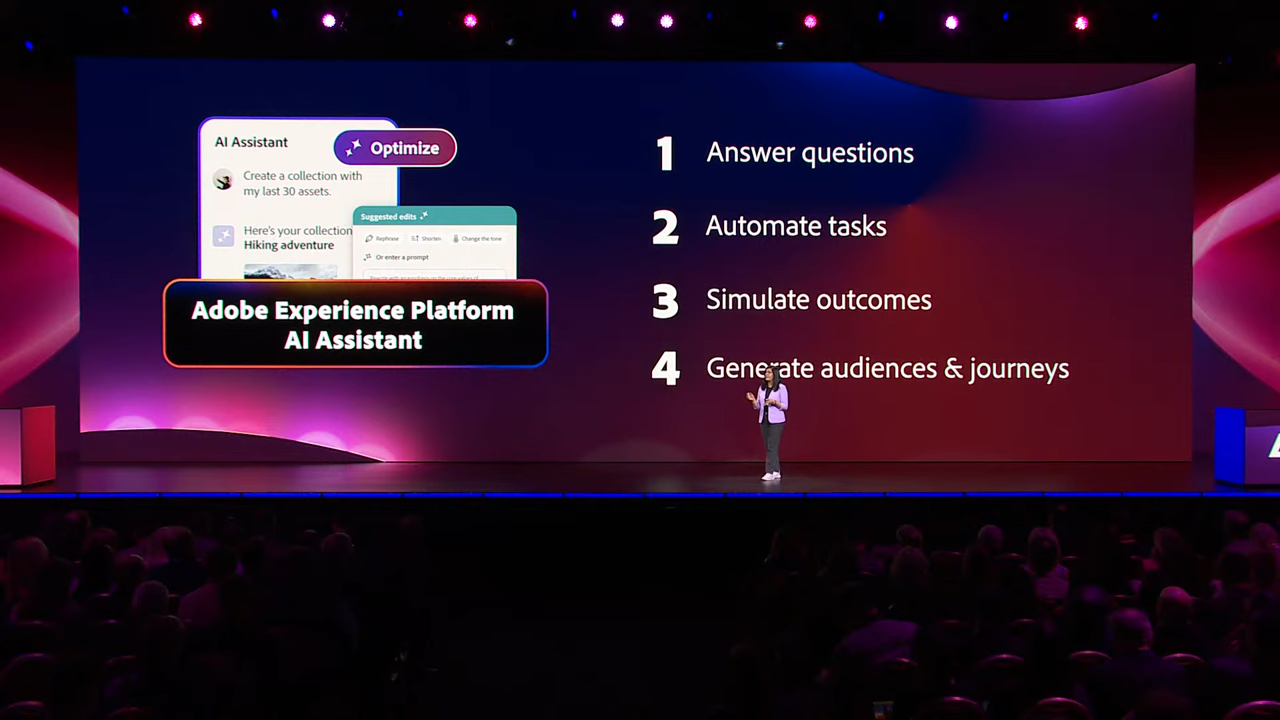 AI Assistant
Optimize
Create a collection with
my last 30 assets.
Suggested edits
Here's your collection
Hiking adventure
Rephrase
Shorten
Change the tone
Or enter a prompt
Adobe Experience Platform
AI Assistant
1 Answer questions
2 Automate tasks
3 Simulate outcomes
4 Generate audiences & journeys